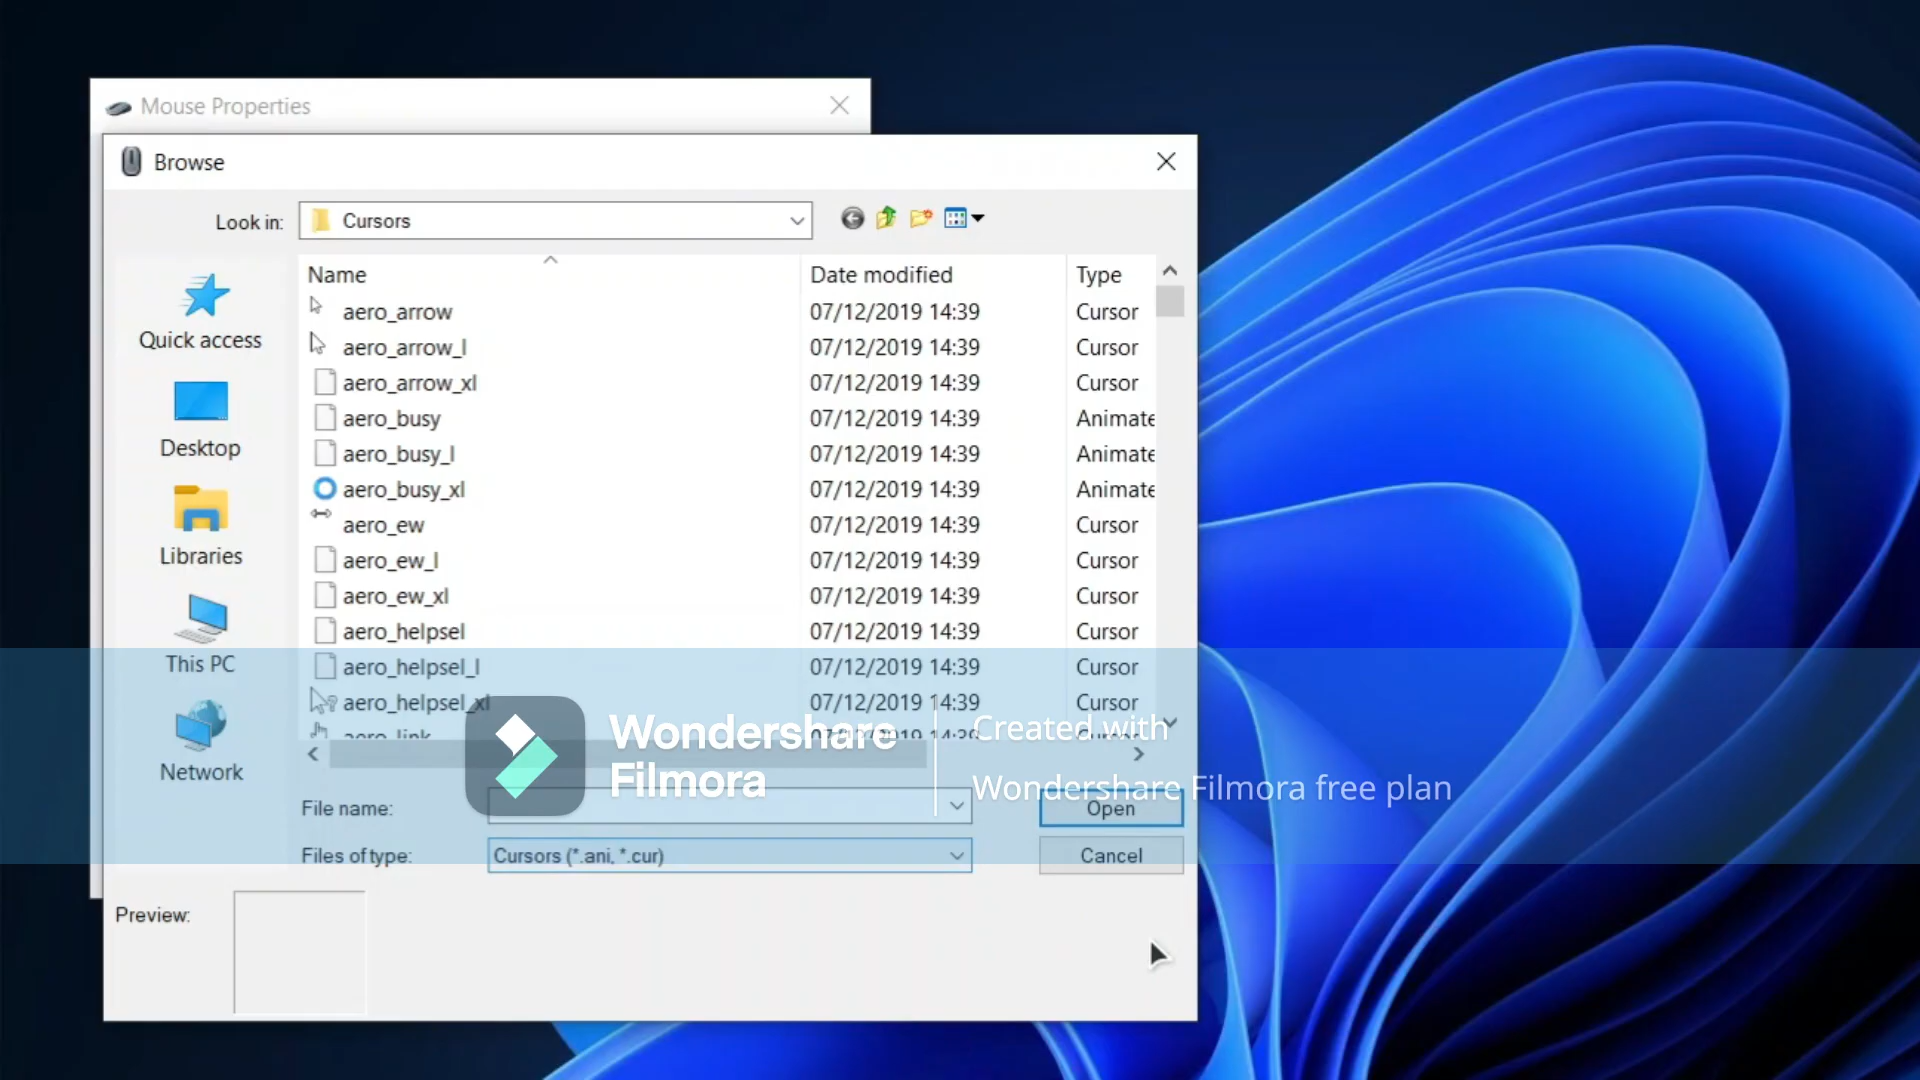 Mouse Properties
Browse
Look in:
Cursors
Name Date modified Type
aero_arrow 07/12/2019 14:39 Cursor
aero_arrow_l 07/12/2019 14:39 Cursor
aero_arrow_xl 07/12/2019 14:39 Cursor
aero_busy 07/12/2019 14:39 Animate
aero_busy_l 07/12/2019 14:39 Animate
aero_busy_xl 07/12/2019 14:39 Animate
aero_ew 07/12/2019 14:39 Cursor
aero_ew_l 07/12/2019 14:39 Cursor
aero_ew_xl 07/12/2019 14:39 Cursor
aero_helpsel 07/12/2019 14:39 Cursor
aero_helpsel_l 07/12/2019 14:39 Cursor
aero_helpsel_xl 07/12/2019 14:39 Cursor
aero_link
Quick access
Desktop
Libraries
This PC
Network
Wondershare
Filmora
Created with
Wondershare Filmora free plan
File name:
Open
Files of type:
Cursors (*.ani, *.cur)
Cancel
Preview: